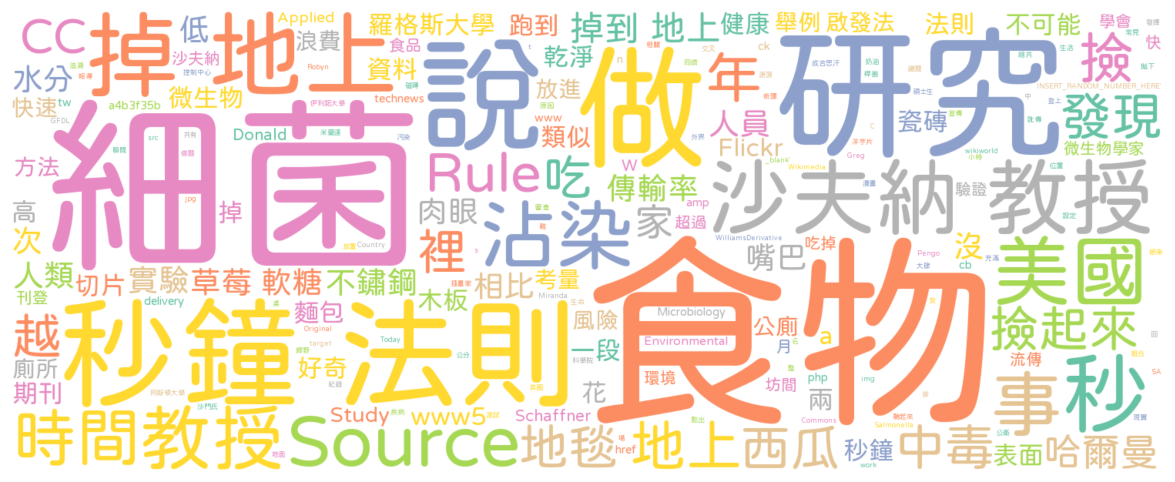 CC
掉 地上
水分
低
沙夫納
浪費
Applied
食品
資料
羅格斯大學
跑到
乾淨
掉到 地上
健康
舉例 啟發法
法則
不可能
學會
快
撿
快速
tw
a4b3f35b
微生物
technews
Donald
說
做
放進
www
類似
年
ck
人員
Flickr
研究
瓷磚
INSERT_RANDOM_NUMBER_HERE
發現
微生物學家
wikiworld
細菌
方法
高
掉
次
Country
Rule
吃
傳輸率
W
amp
超過
Greg
沙夫納 教授
驗證
肉眼
沾染
家
嘴巴
WilliamsDerivative
吃掉
沒
cb
Pengo
充滿
美國
人類
刊登
切片
實驗
草莓 軟糖
不鏽鋼
裡
木板
相比
考量
Miranda
食物
越
delivery
麵包
Original
target
Today
風險
Microbiology
Environmental
公廁
a
月
撿起來
廁所
期刊
秒鐘 法則
好奇
一段
環境
坊間
php
img
兩
流傳
事
秒
SA
時間
教授
Source
Study
www5
Schaffner
花
href
Salmonella
Commons
地毯
地上
西瓜
秒鐘
work
中毒
表面
哈爾曼